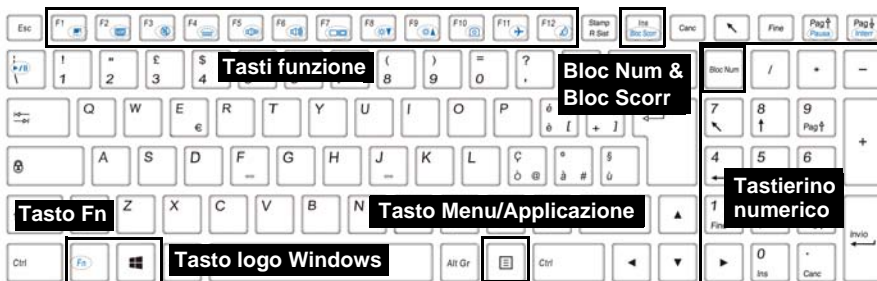 Esc F1 F2 F3 F4 F5 F6 F7 F8 F9 F10 F11 F12 Stamp R Sist Ins Bloc Scorr Canc Fine Pag Pausa Pag Interr
\ ! 1 " 2 £ 3 $ 4 Tasti funzione ( 8 ) 9 = 0 ? ' Bloc Num & Bloc Scorr Bloc Num / * −
Q W E € R T Y U I O P é è [ + ] 7 8 9 Pag +
A S D F G H J K L Ç ò @ ° à # § ù 4 5 6
Tasto Fn Z X C V B N Tasto Menu/Applicazione 1 Fine Tastierino numerico Invio
Ctrl Fn Tasto logo Windows Alt Gr Ctrl 0 Ins . Canc